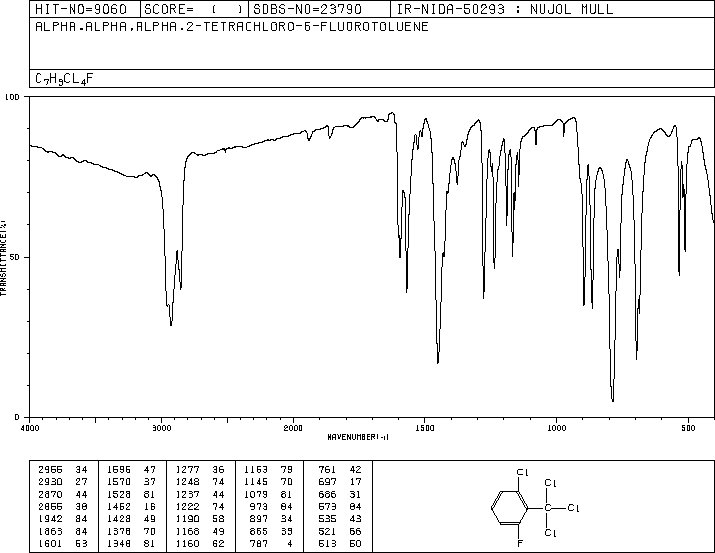 HIT-NO=9060 SCORE= ( ) SDBS-NO=23790 IR-NIDA-50293 : NUJOL MULL
ALPHA,ALPHA,ALPHA,2-TETRACHLORO-6-FLUOROTOLUENE
C7H3CL4F
100
50
0
TRANSMITTANCE(%)
4000 3000 2000 1500 1000 500
WAVENUMBER(-1)
2955 34 1596 47 1277 36 1153 79 761 42
2930 27 1570 37 1248 74 1145 70 697 17
2870 44 1528 81 1237 44 1079 81 686 31
2855 38 1452 16 1222 74 973 84 673 84
1942 84 1428 49 1190 58 897 34 535 43
1863 84 1378 70 1168 49 865 33 521 66
1601 63 1348 81 1160 62 787 4 513 50
Cl
Cl
C Cl
Cl
F